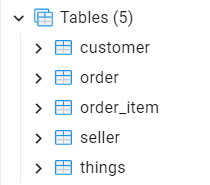 Tables (5)
customer
order
order_item
seller
things